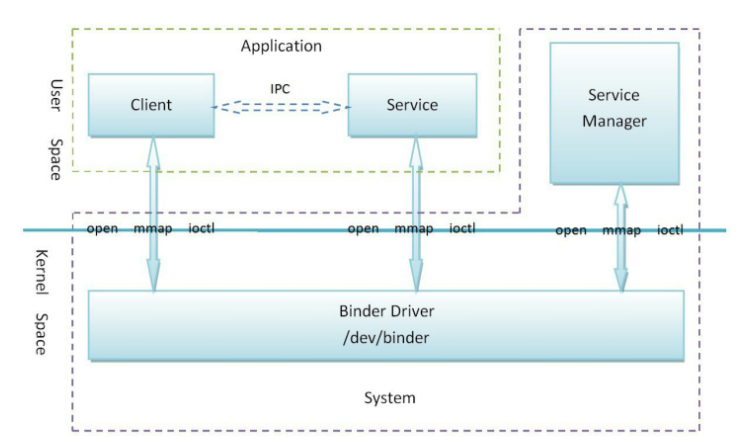 Application
User Space
Client
IPC
Service
Service
Manager
open mmap ioctl
open mmap ioctl
open mmap ioctl
Kernel Space
Binder Driver
/dev/binder
System